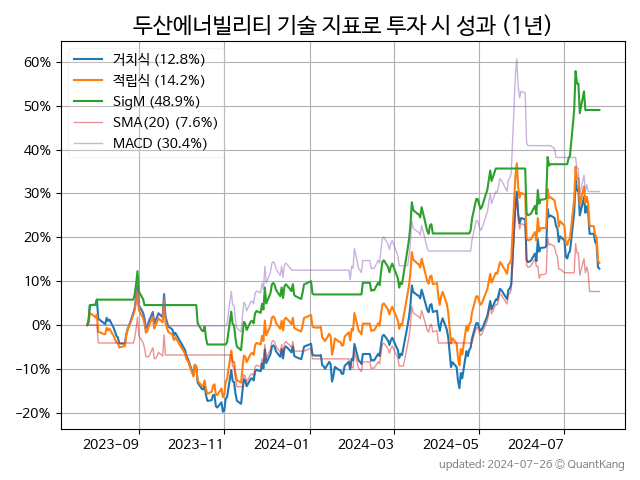 두산에너빌리티 기술 지표로 투자 시 성과 (1년)
거치식 (12.8%)
적립식 (14.2%)
SigM (48.9%)
SMA(20) (7.6%)
MACD (30.4%)
60%
50%
40%
30%
20%
10%
0%
−10%
−20%
2023−09
2023−11
2024−01
2024−03
2024−05
2024−07
updated: 2024-07-26 © QuantKang